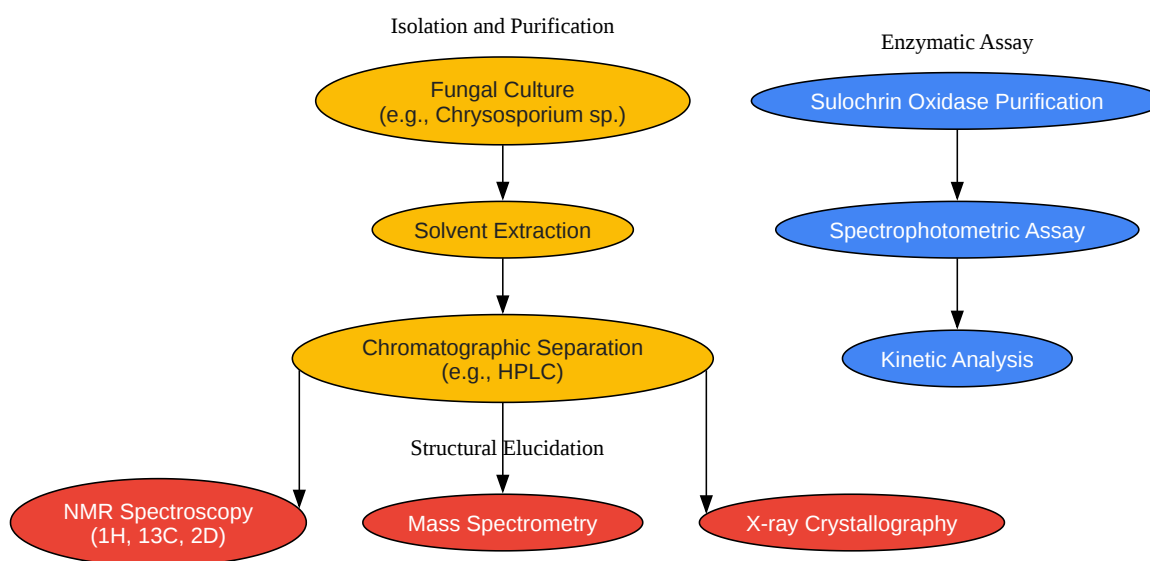 Isolation and Purification
Fungal Culture
(e.g., Chrysosporium sp.)
Solvent Extraction
Chromatographic Separation
(e.g., HPLC)
Structural Elucidation
NMR Spectroscopy
(1H, 13C, 2D)
Mass Spectrometry
X-ray Crystallography
Enzymatic Assay
Sulochrin Oxidase Purification
Spectrophotometric Assay
Kinetic Analysis